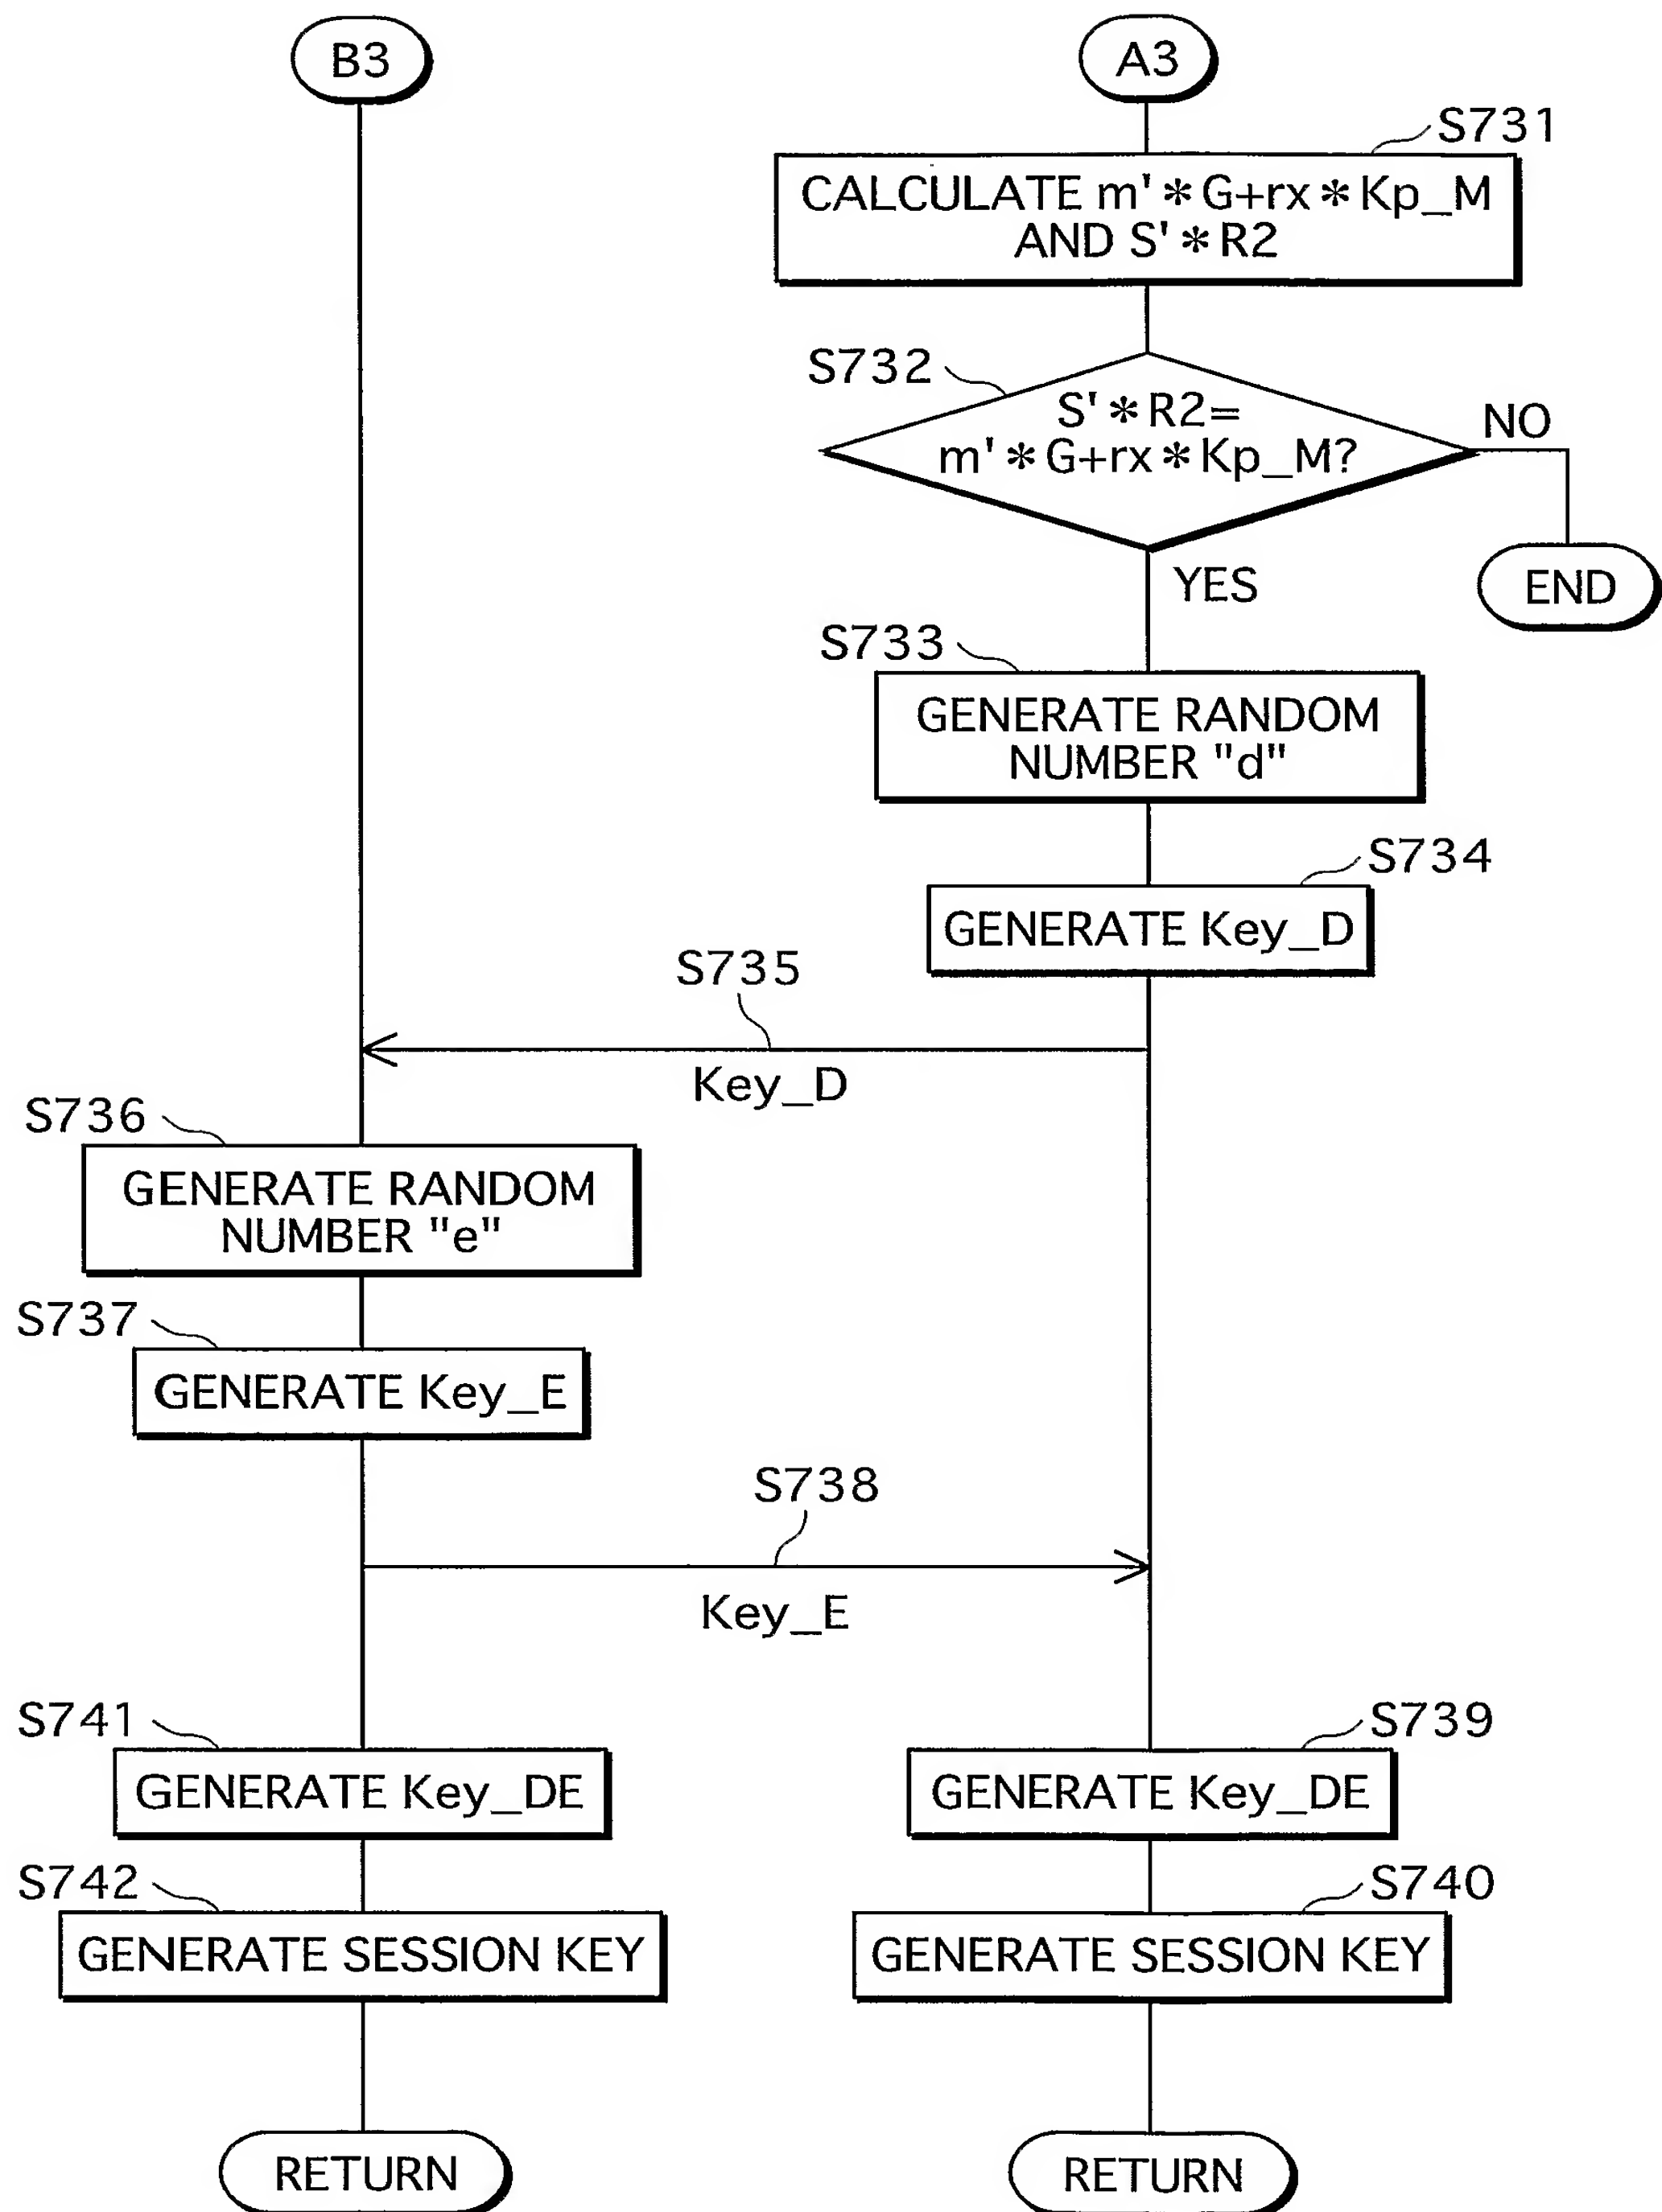 B3
A3
S731
CALCULATE m'*G+rx*Kp_M
AND S'*R2
S732
S'*R2=
m'*G+rx*Kp_M?
NO
YES
END
S733
GENERATE RANDOM
NUMBER "d"
S734
GENERATE Key_D
S735
Key_D
S736
GENERATE RANDOM
NUMBER "e"
S737
GENERATE Key_E
S738
Key_E
S741
S739
GENERATE Key_DE
GENERATE Key_DE
S742
S740
GENERATE SESSION KEY
GENERATE SESSION KEY
RETURN
RETURN